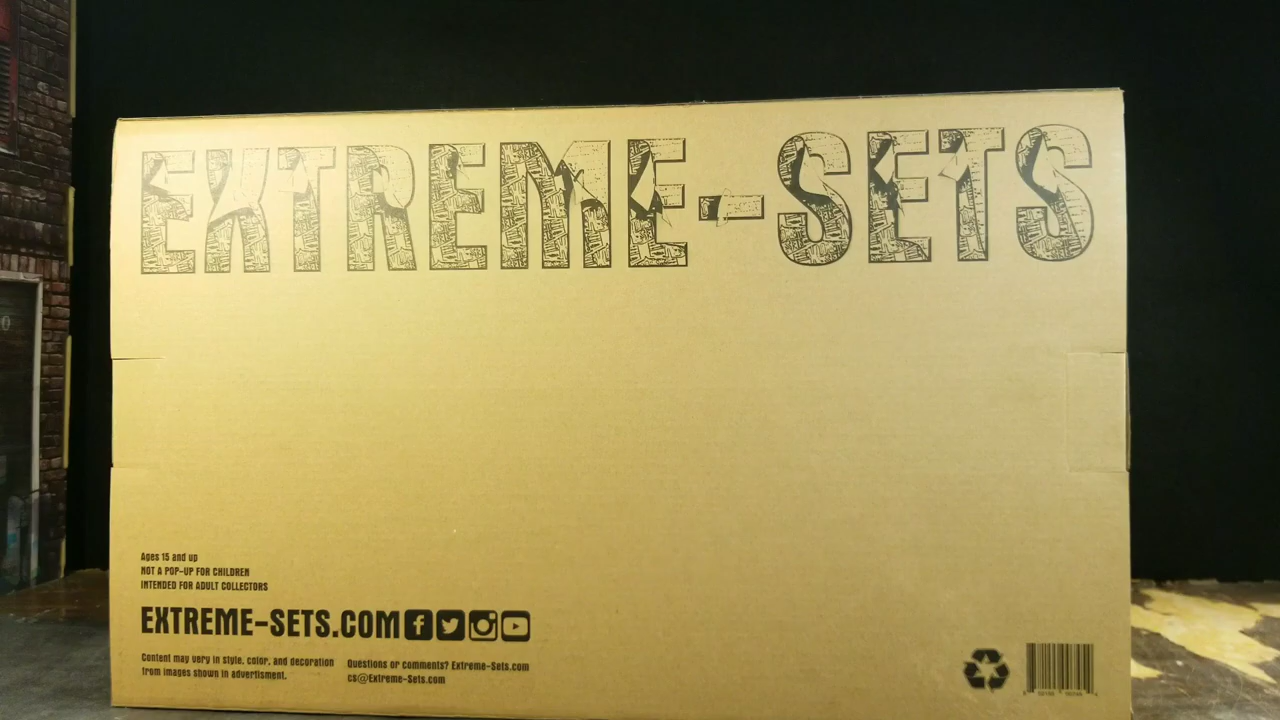 EXTREME-SETS
Ages 15 and up
NOT A POP-UP FOR CHILDREN
INTENDED FOR ADULT COLLECTORS
EXTREME-SETS.COM
Content may very in style, color, and decoration
from images shown in advertisment.
Questions or comments? Extreme-Sets.com
cs@Extreme-Sets.com